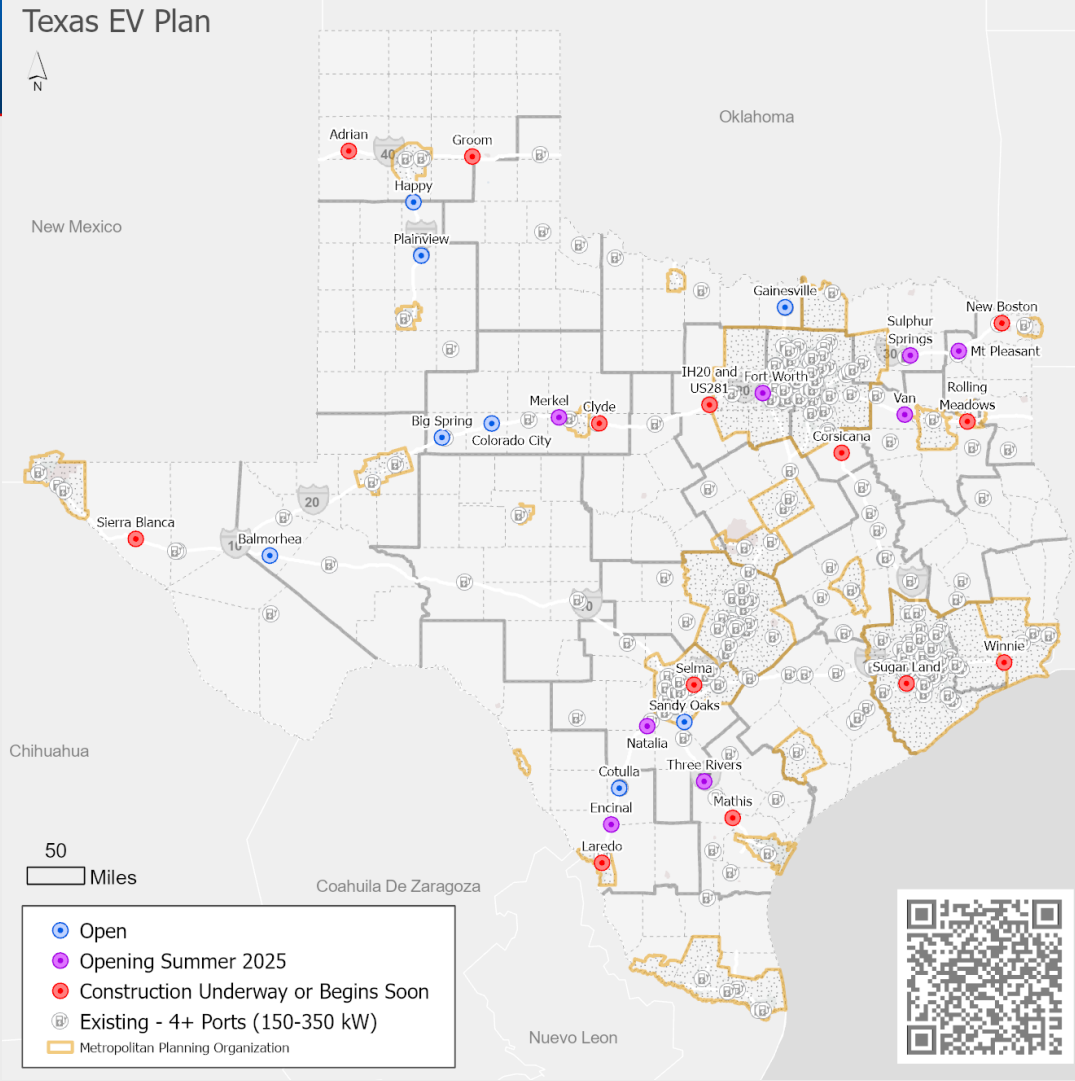 Texas EV Plan
N
Oklahoma
Adrian
40
Groom
Happy
New Mexico
Plainview
Gainesville
New Boston
Sulphur
Springs
30
Mt Pleasant
IH20 and
US281
Fort Worth
Rolling
Meadows
Van
Merkel
Clyde
Big Spring
Colorado City
Corsicana
20
Sierra Blanca
10
Balmorhea
Winnie
Selma
Sugar Land
Sandy Oaks
Natalia
Chihuahua
Three Rivers
Cotulla
Mathis
Encinal
Laredo
50
Miles
Coahuila De Zaragoza
Open
Opening Summer 2025
Construction Underway or Begins Soon
Existing - 4+ Ports (150-350 kW)
Metropolitan Planning Organization
Nuevo Leon